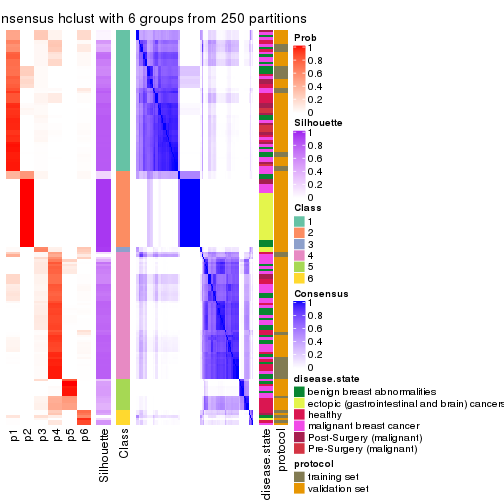 nsensus hclust with 6 groups from 250 partitions
Prob
1
0.8
0.6
0.4
0.2
0
Silhouette
1
0.8
0.6
0.4
0.2
0
Class
1
2
3
4
5
6
Consensus
1
0.8
0.6
0.4
0.2
0
disease.state
benign breast abnormalities
ectopic (gastrointestinal and brain) cancers
healthy
malignant breast cancer
Post-Surgery (malignant)
Pre-Surgery (malignant)
protocol
training set
validation set
p1
p2
p3
p4
p5
p6
Silhouette
Class
disease.state
protocol